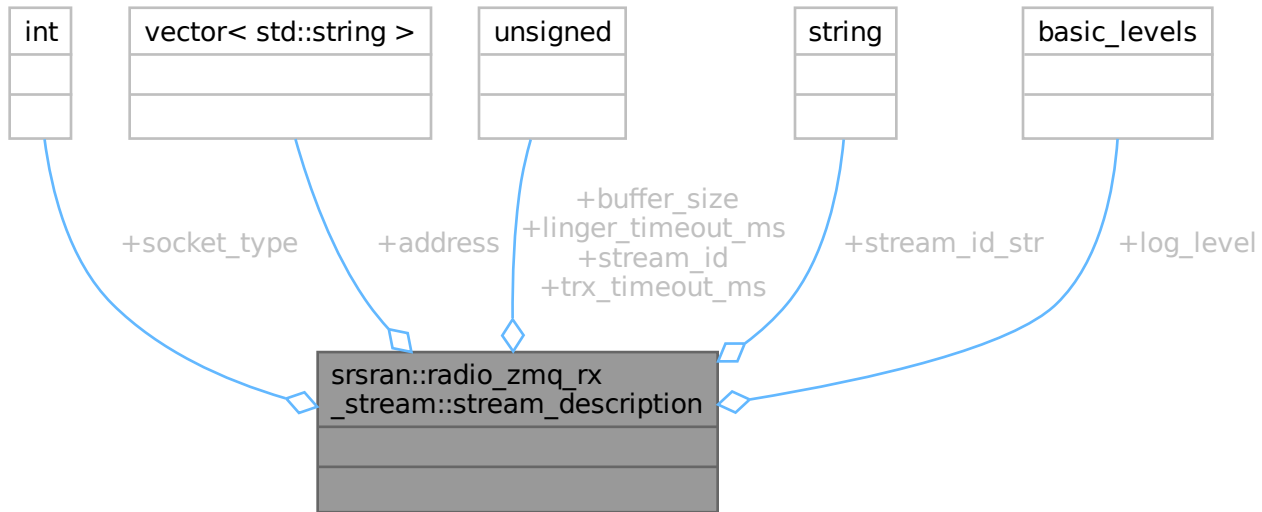 int
vector< std::string >
unsigned
string
basic_levels
+socket_type
+address
+buffer_size
+linger_timeout_ms
+stream_id
+trx_timeout_ms
+stream_id_str
+log_level
srsran::radio_zmq_rx
_stream::stream_description